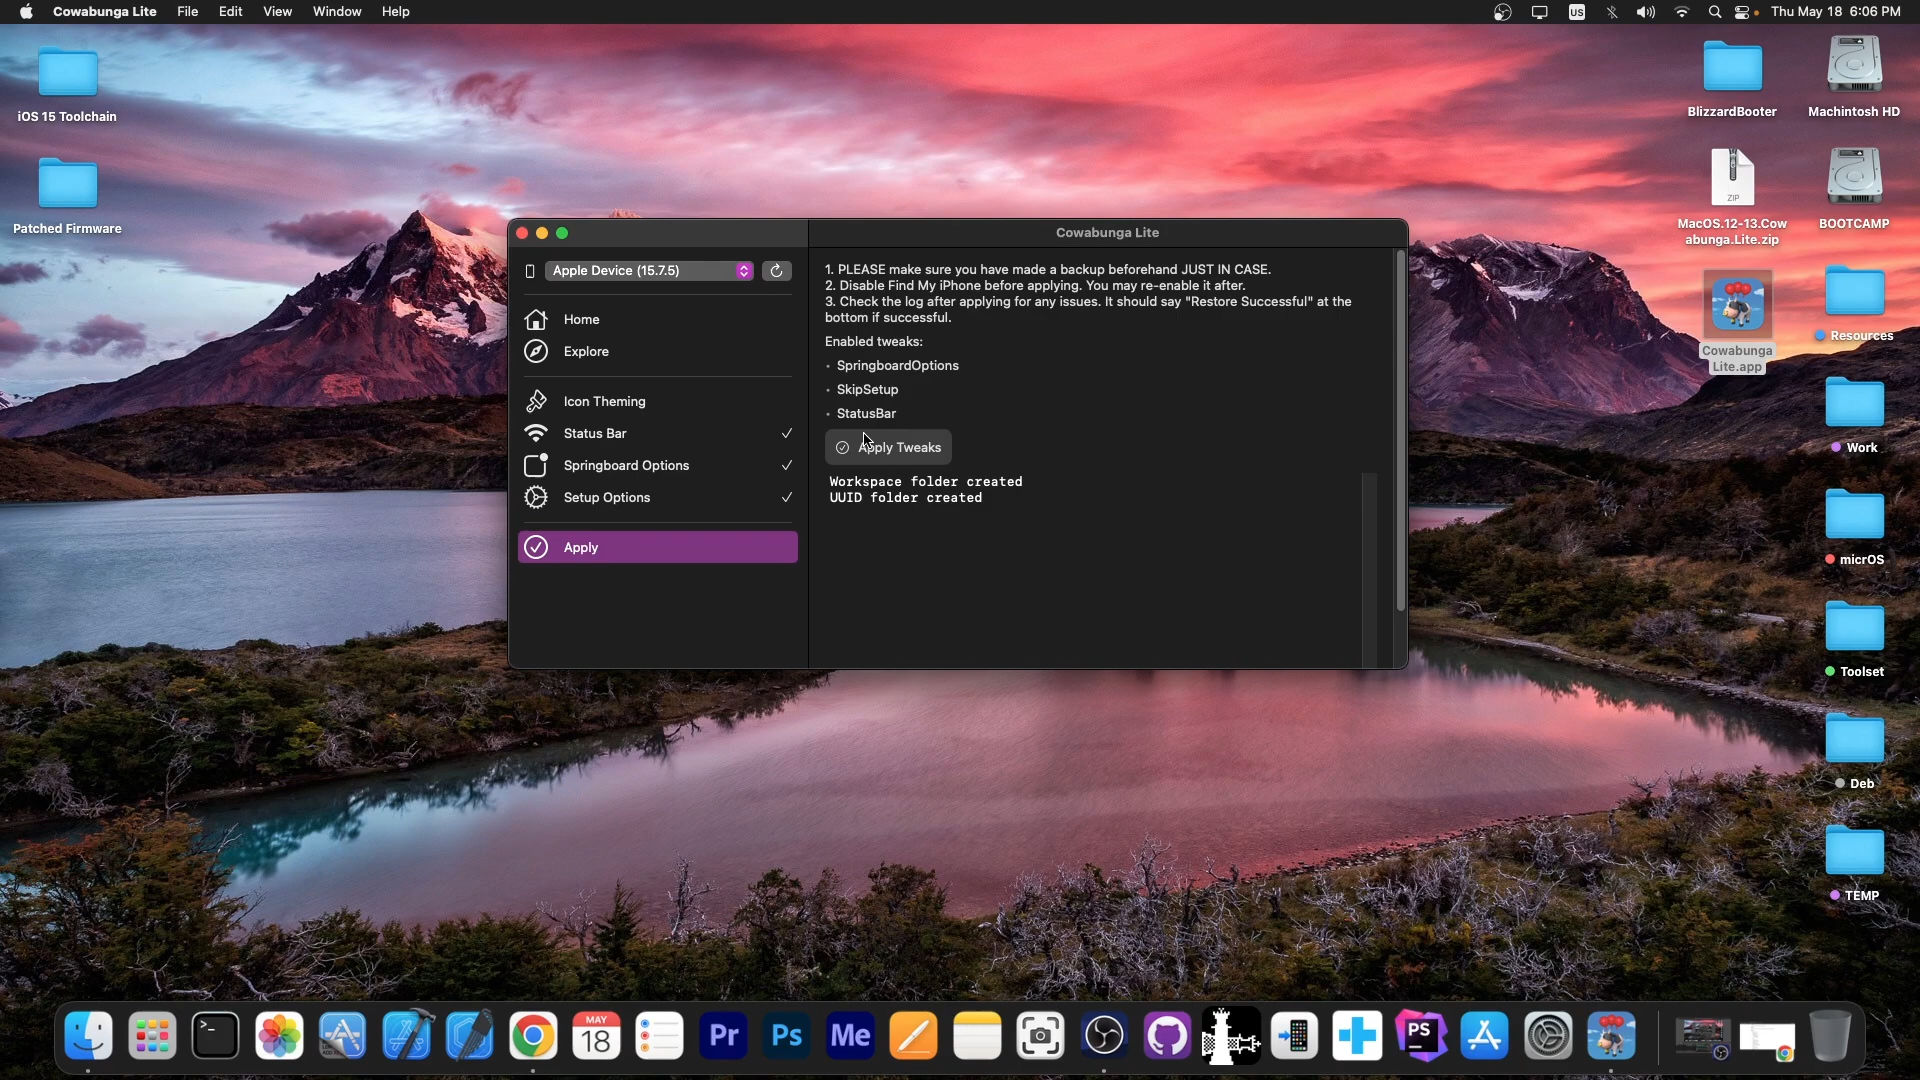 Cowabunga Lite File Edit View Window Help
US
Thu May 18 6:06 PM
iOS 15 Toolchain
Patched Firmware
BlizzardBooter
Machintosh HD
ZIP
MacOS.12-13.Cow
abunga.Lite.zip
BOOTCAMP
Cowabunga
Lite.app
Resources
Work
micrOS
Toolset
Deb
TEMP
Cowabunga Lite
Apple Device (15.7.5)
Home
Explore
Icon Theming
Status Bar
Springboard Options
Setup Options
Apply
1. PLEASE make sure you have made a backup beforehand JUST IN CASE.
2. Disable Find My iPhone before applying. You may re-enable it after.
3. Check the log after applying for any issues. It should say "Restore Successful" at the
bottom if successful.
Enabled tweaks:
• SpringboardOptions
• SkipSetup
• StatusBar
Apply Tweaks
Workspace folder created
UUID folder created
>_
MAY
18
Pr
Ps
Me
PS